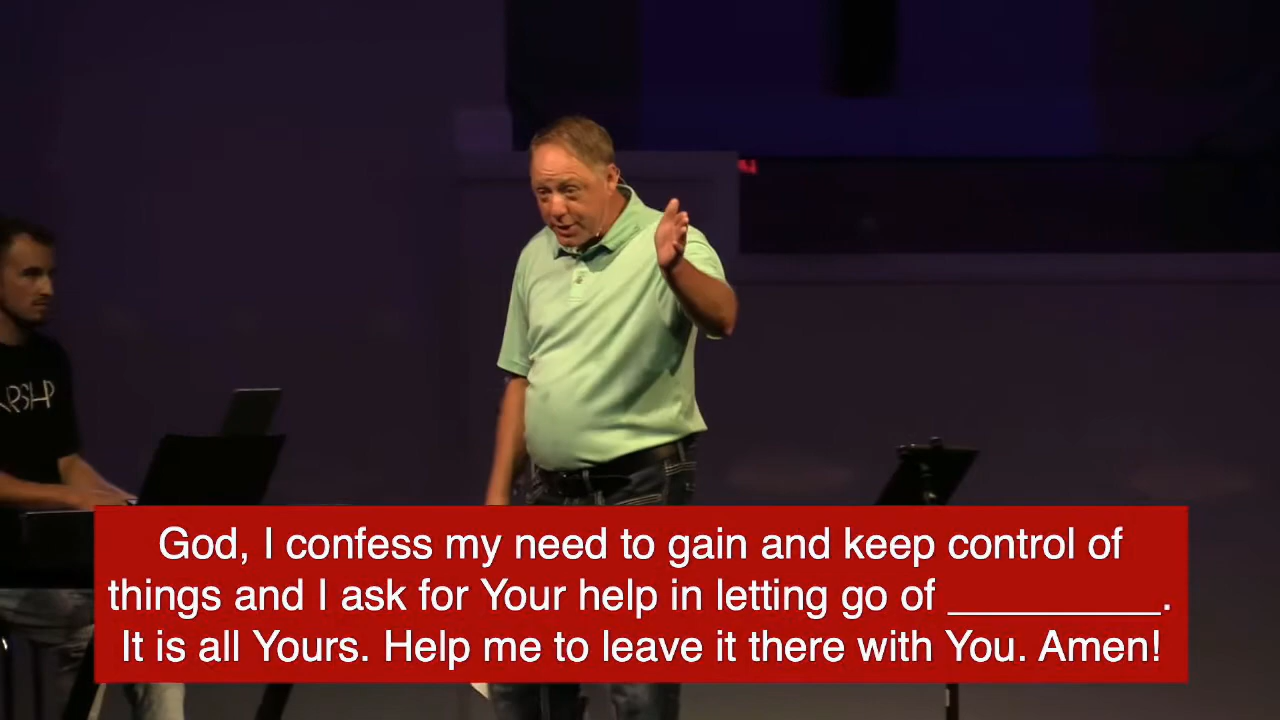 God, I confess my need to gain and keep control of
things and I ask for Your help in letting go of _________.
It is all Yours. Help me to leave it there with You. Amen!